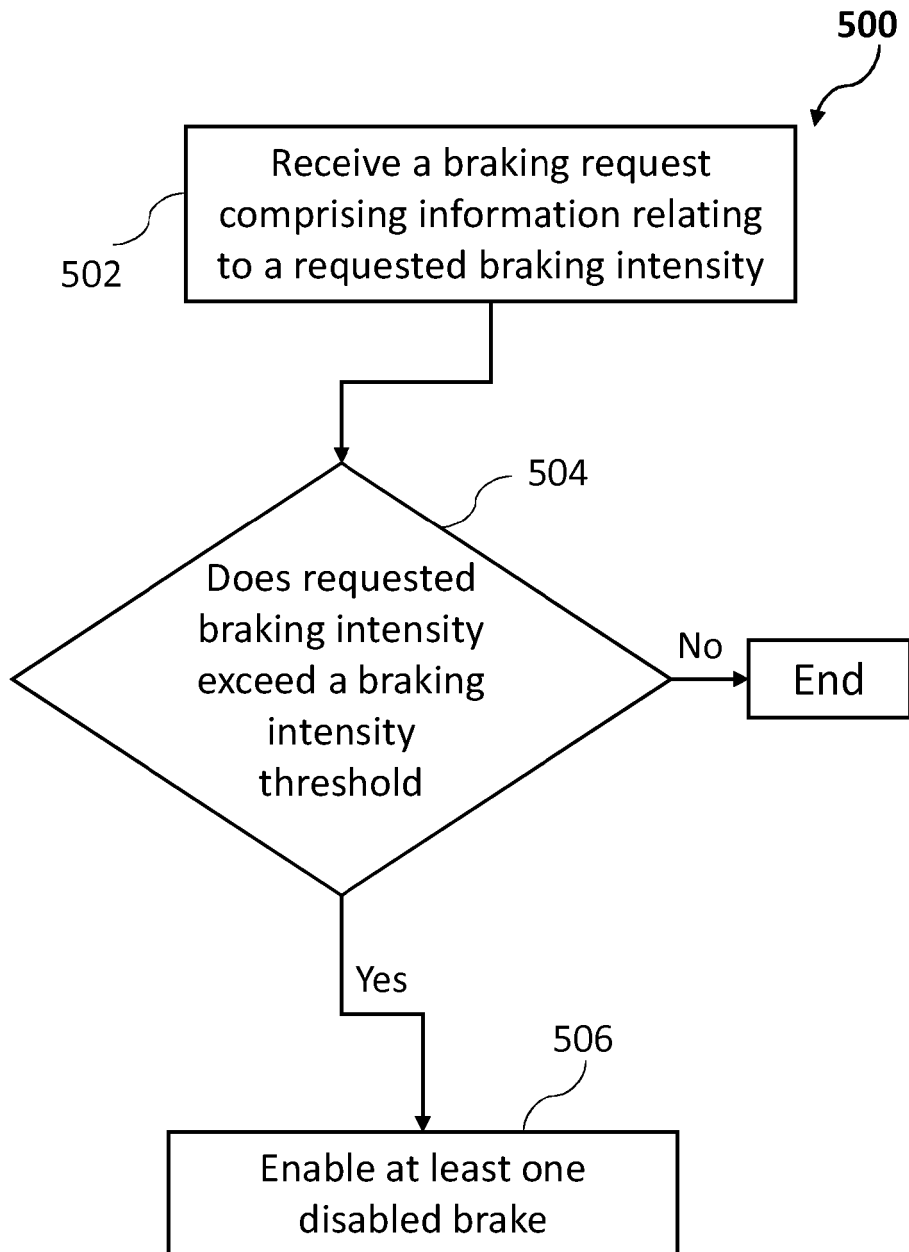 500
Receive a braking request
comprising information relating
to a requested braking intensity
502
504
Does requested
braking intensity
exceed a braking
intensity
threshold
No
End
Yes
506
Enable at least one
disabled brake